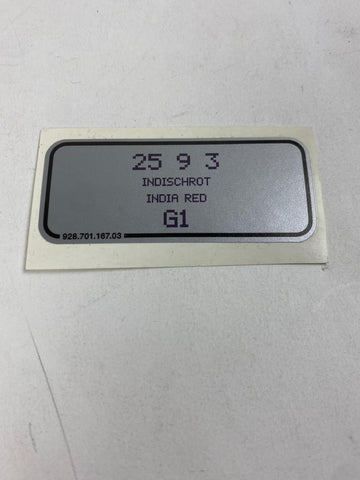 25 9 3
INDISCHROT
INDIA RED
G1
928.701.167.03